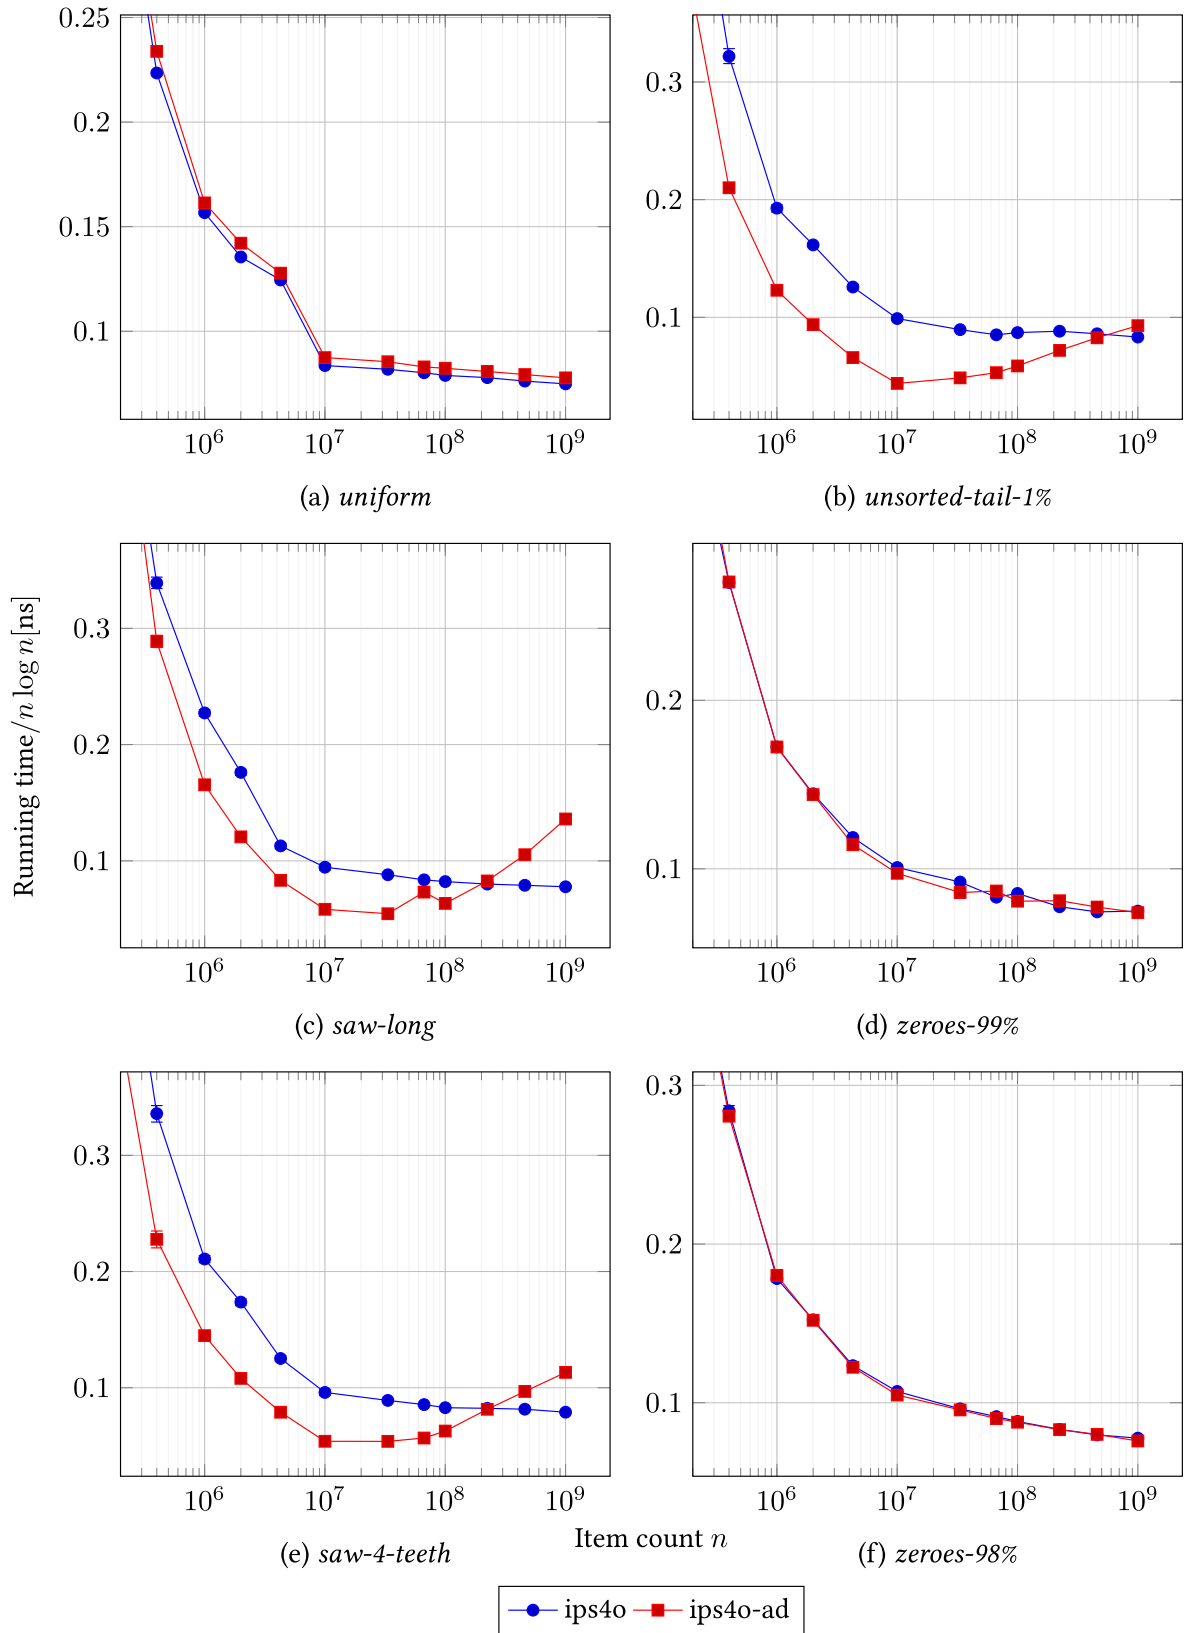 0.25
0.2
0.15
0.1
10^6 10^7 10^8 10^9
(a) uniform
0.3
0.2
0.1
10^6 10^7 10^8 10^9
(b) unsorted-tail-1%
Running time/n log n[ns]
0.3
0.2
0.1
10^6 10^7 10^8 10^9
(c) saw-long
0.2
0.1
10^6 10^7 10^8 10^9
(d) zeroes-99%
0.3
0.2
0.1
10^6 10^7 10^8 10^9
(e) saw-4-teeth
0.3
0.2
0.1
10^6 10^7 10^8 10^9
(f) zeroes-98%
Item count n
ips4o ips4o-ad